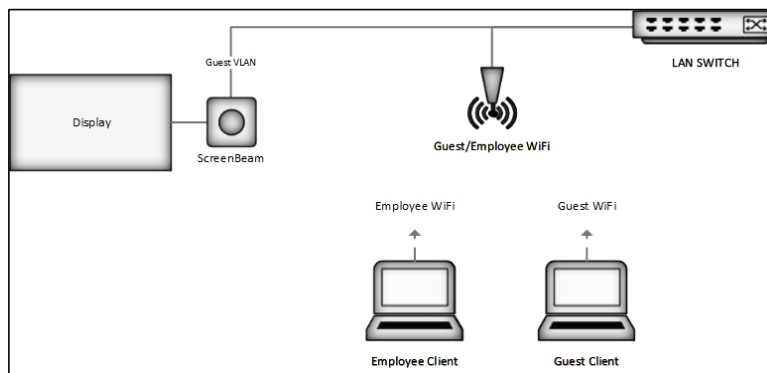 Guest VLAN
LAN SWITCH
Display
ScreenBeam
Guest/Employee WiFi
Employee WiFi
Guest WiFi
Employee Client
Guest Client